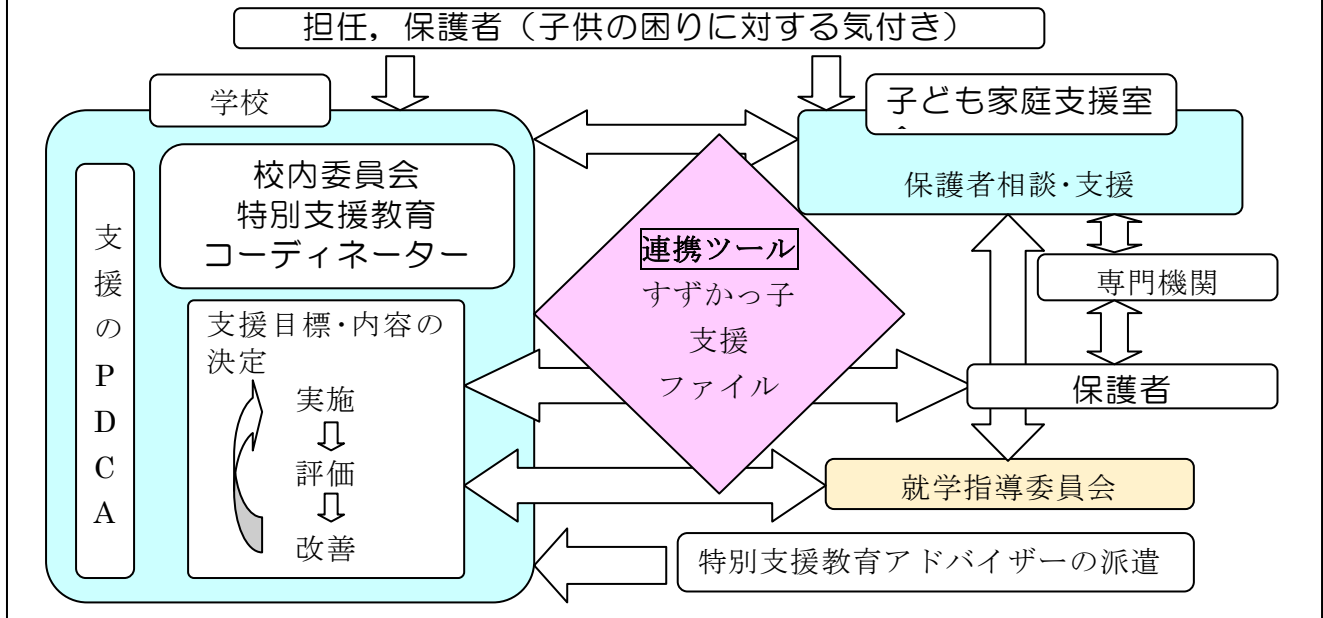 担任，保護者（子供の困りに対する気付き）
学校
子ども家庭支援室
校内委員会
特別支援教育
コーディネーター
保護者相談・支援
支援のPDCA
連携ツール
すずかっ子
支援
ファイル
専門機関
支援目標・内容の
決定
実施
評価
改善
保護者
就学指導委員会
特別支援教育アドバイザーの派遣